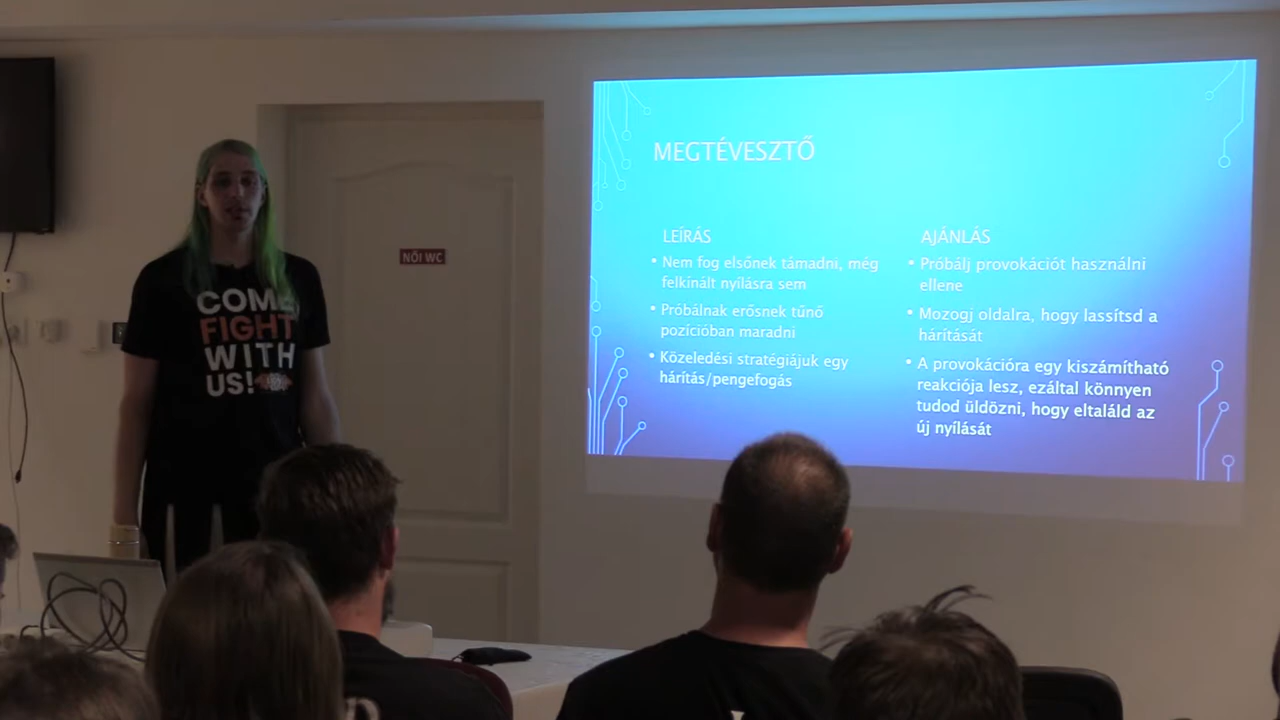 MEGTÉVESZTŐ
LEÍRÁS
• Nem fog elsőnek támadni, még
felkínált nyílásra sem
• Próbálnak erősnek tűnő
pozícióban maradni
• Közeledési stratégiájuk egy
hárítás/pengefogás
AJÁNLÁS
• Próbálj provokációt használni
ellene
• Mozogj oldalra, hogy lassítsd a
hárítását
• A provokációra egy kiszámítható
reakciója lesz, ezáltal könnyen
tudod üldözni, hogy eltaláld az
új nyílását
NŐI WC
COME
FIGHT
WITH
US!